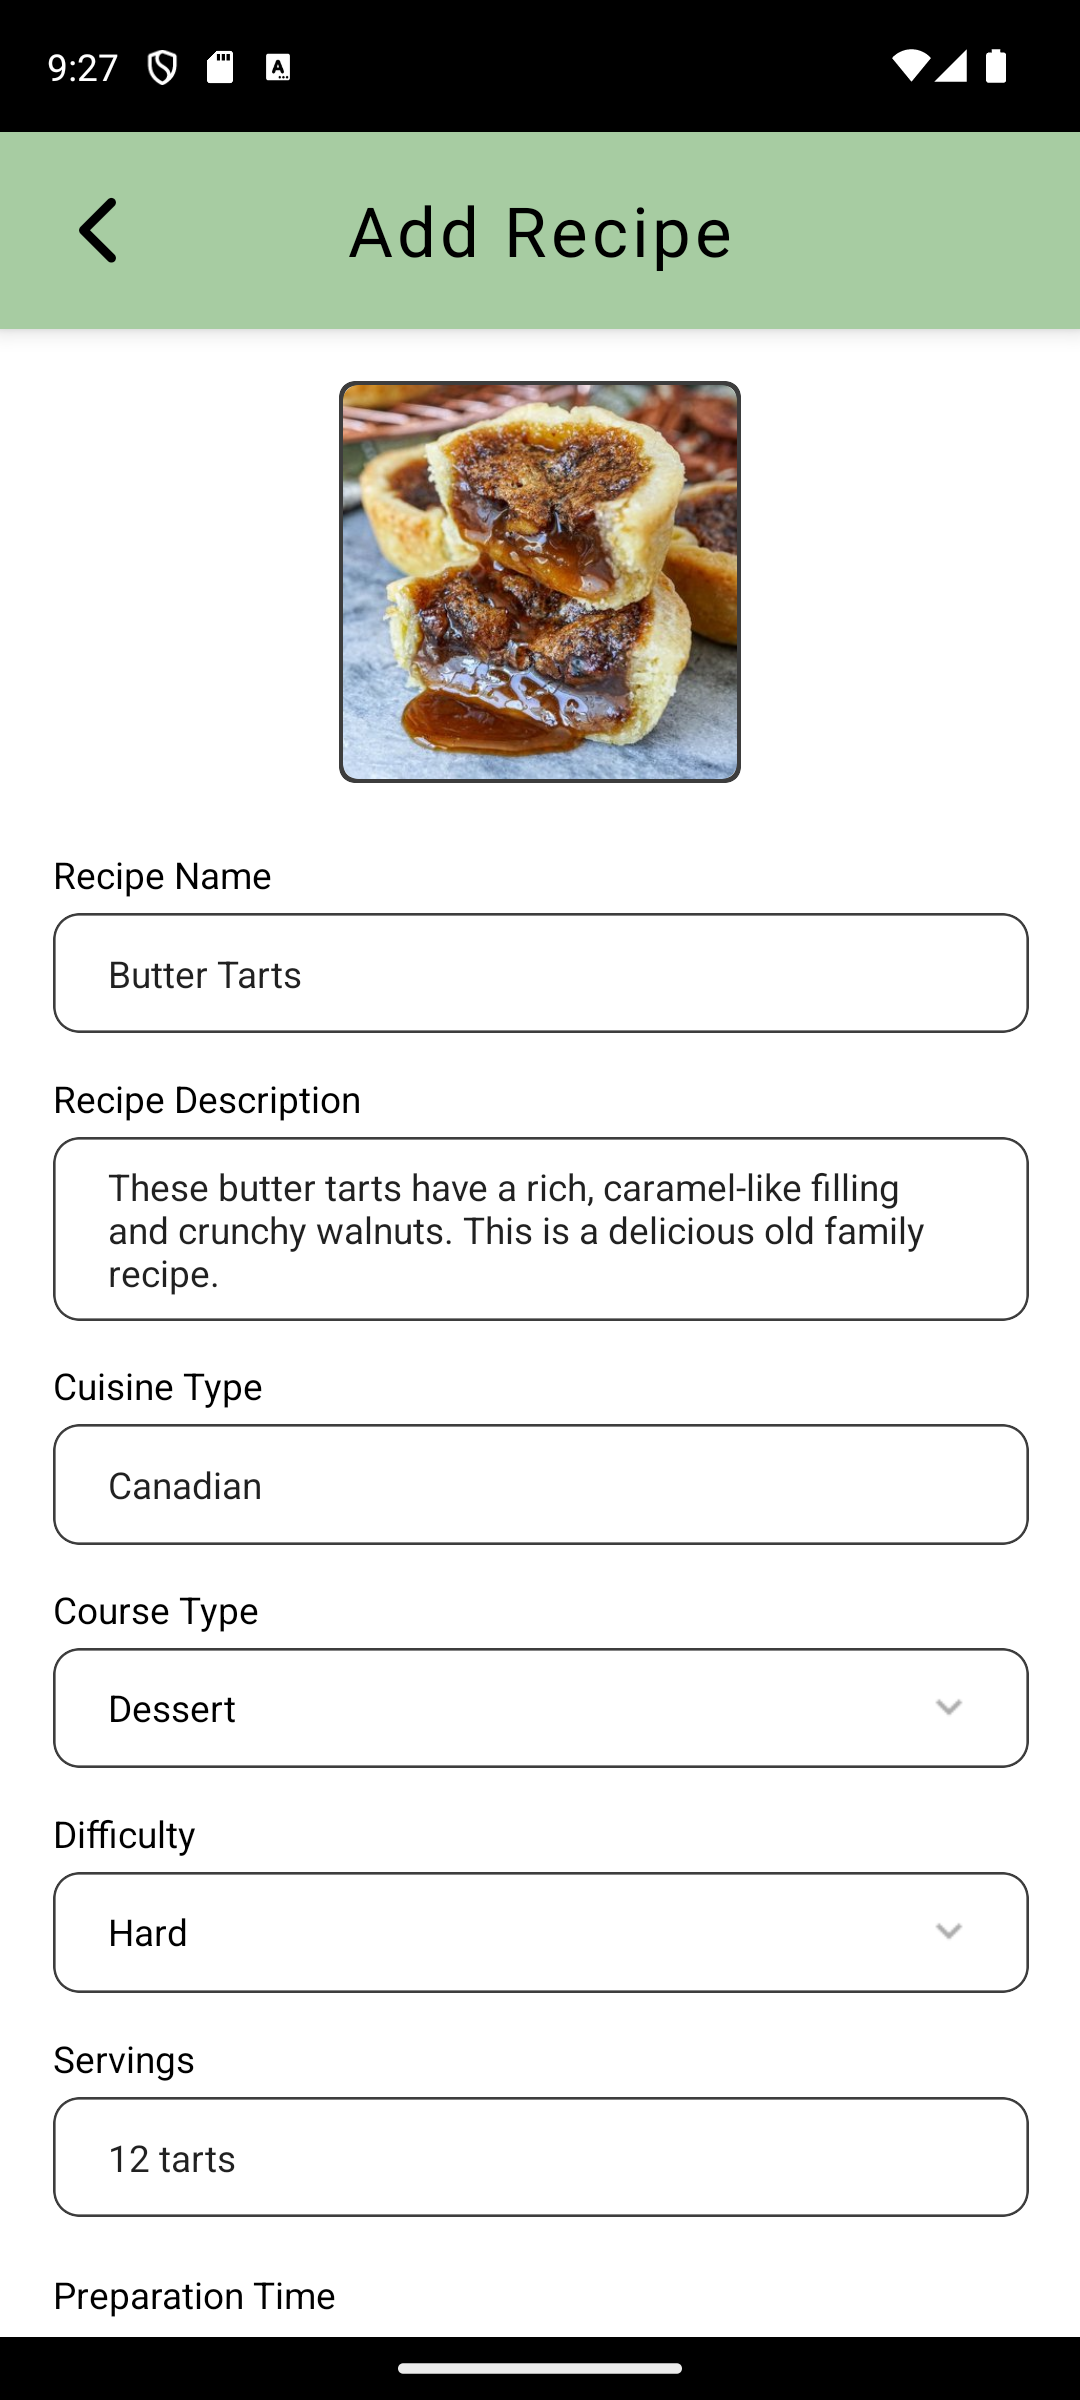 9:27
Add Recipe
Recipe Name
Butter Tarts
Recipe Description
These butter tarts have a rich, caramel-like filling
and crunchy walnuts. This is a delicious old family
recipe.
Cuisine Type
Canadian
Course Type
Dessert
Difficulty
Hard
Servings
12 tarts
Preparation Time